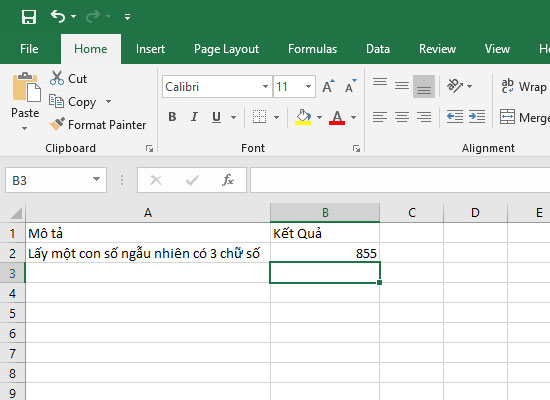 File Home Insert Page Layout Formulas Data Review View
Cut
Copy
Format Painter
Paste
Clipboard
Calibri 11
B I U A A
Font
ab Wrap
Merge
Alignment
B3 fx
A B C D E
1 Mô tả Kết Quả
2 Lấy một con số ngẫu nhiên có 3 chữ số 855
3
4
5
6
7
8
9